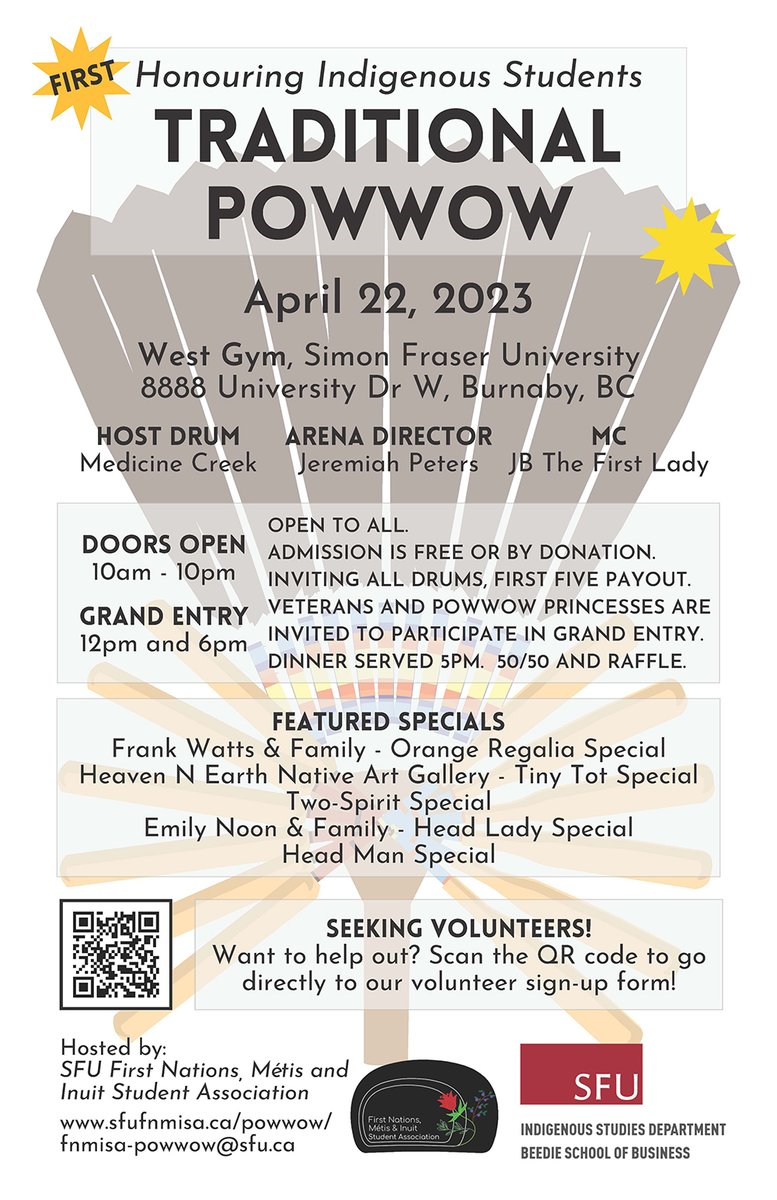 FIRST
Honouring Indigenous Students
TRADITIONAL
POWWOW
April 22, 2023
West Gym, Simon Fraser University
8888 University Dr W, Burnaby, BC
HOST DRUM
Medicine Creek
ARENA DIRECTOR
Jeremiah Peters
MC
JB The First Lady
DOORS OPEN
10am - 10pm
GRAND ENTRY
12pm and 6pm
OPEN TO ALL.
ADMISSION IS FREE OR BY DONATION.
INVITING ALL DRUMS, FIRST FIVE PAYOUT.
VETERANS AND POWWOW PRINCESSES ARE
INVITED TO PARTICIPATE IN GRAND ENTRY.
DINNER SERVED 5PM. 50/50 AND RAFFLE.
FEATURED SPECIALS
Frank Watts & Family - Orange Regalia Special
Heaven N Earth Native Art Gallery - Tiny Tot Special
Two-Spirit Special
Emily Noon & Family - Head Lady Special
Head Man Special
SEEKING VOLUNTEERS!
Want to help out? Scan the QR code to go
directly to our volunteer sign-up form!
Hosted by:
SFU First Nations, Métis and
Inuit Student Association
www.sfufnmisa.ca/powwow/
fnmisa-powwow@sfu.ca
First Nations,
Métis & Inuit
Student Association
SFU
INDIGENOUS STUDIES DEPARTMENT
BEEDIE SCHOOL OF BUSINESS